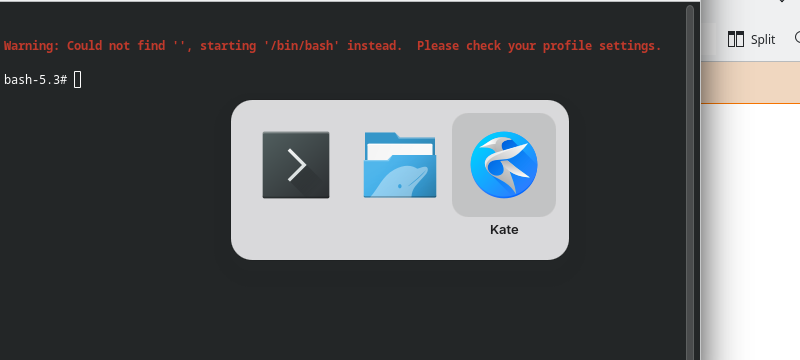 Warning: Could not find '', starting '/bin/bash' instead.  Please check your profile settings.
Split
bash-5.3#
Kate